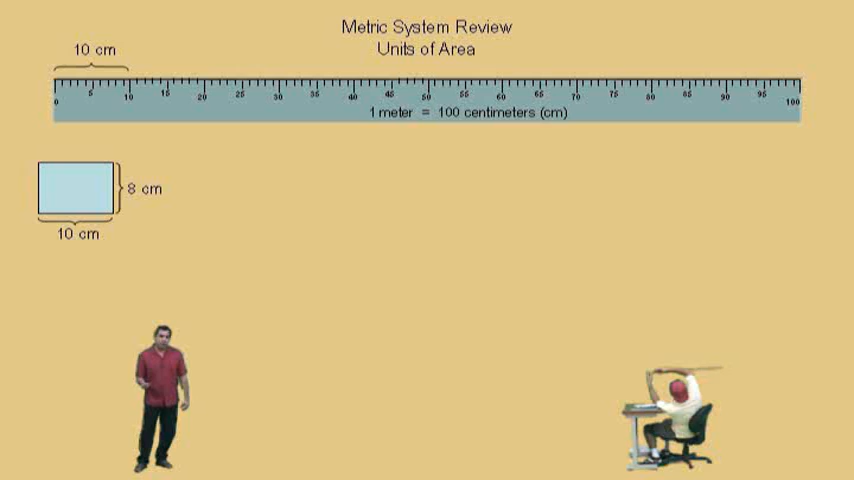 Metric System Review
Units of Area
10 cm
0 5 10 15 20 25 30 35 40 45 50 55 60 65 70 75 80 85 90 95 100
1 meter = 100 centimeters (cm)
8 cm
10 cm